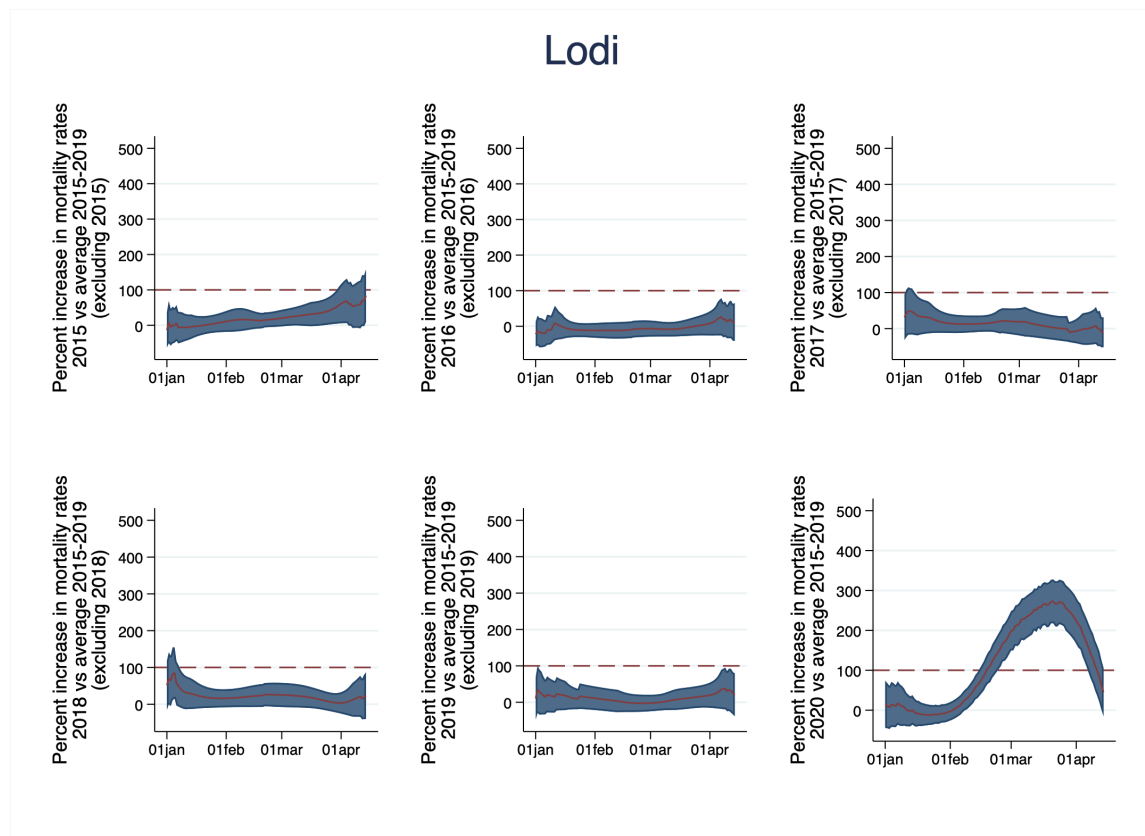 Lodi
Percent increase in mortality rates
2015 vs average 2015-2019
(excluding 2015)
500
400
300
200
100
0
01jan 01feb 01mar 01apr
Percent increase in mortality rates
2016 vs average 2015-2019
(excluding 2016)
500
400
300
200
100
0
01jan 01feb 01mar 01apr
Percent increase in mortality rates
2017 vs average 2015-2019
(excluding 2017)
500
400
300
200
100
0
01jan 01feb 01mar 01apr
Percent increase in mortality rates
2018 vs average 2015-2019
(excluding 2018)
500
400
300
200
100
0
01jan 01feb 01mar 01apr
Percent increase in mortality rates
2019 vs average 2015-2019
(excluding 2019)
500
400
300
200
100
0
01jan 01feb 01mar 01apr
Percent increase in mortality rates
2020 vs average 2015-2019
500
400
300
200
100
0
01jan 01feb 01mar 01apr